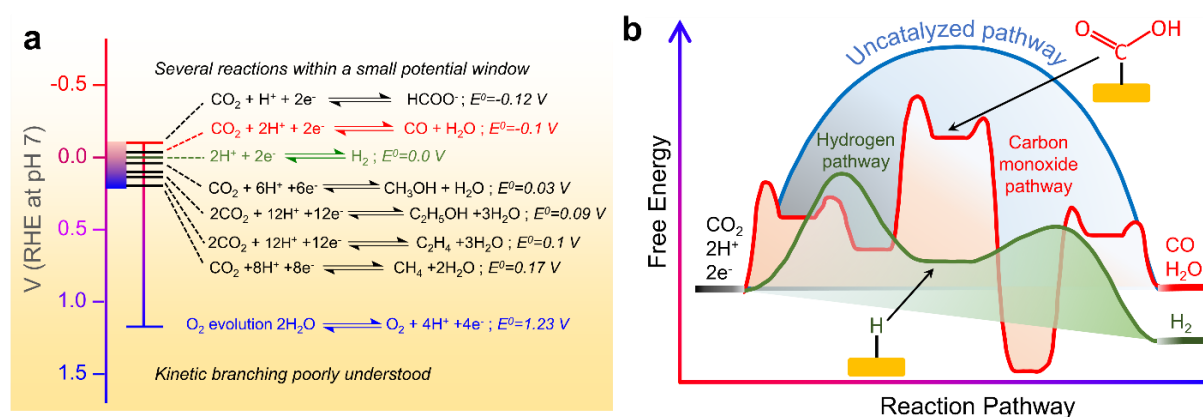 a
Several reactions within a small potential window
V (RHE at pH 7)
-0.5
0.0
0.5
1.0
1.5
CO₂ + H⁺ + 2e⁻ ⇌ HCOO⁻ ; E⁰=-0.12 V
CO₂ + 2H⁺ + 2e⁻ ⇌ CO + H₂O ; E⁰=-0.1 V
2H⁺ + 2e⁻ ⇌ H₂ ; E⁰=0.0 V
CO₂ + 6H⁺ +6e⁻ ⇌ CH₃OH + H₂O ; E⁰=0.03 V
2CO₂ + 12H⁺ +12e⁻ ⇌ C₂H₅OH +3H₂O ; E⁰=0.09 V
2CO₂ + 12H⁺ +12e⁻ ⇌ C₂H₄ +3H₂O ; E⁰=0.1 V
CO₂ +8H⁺ +8e⁻ ⇌ CH₄ +2H₂O ; E⁰=0.17 V
O₂ evolution 2H₂O ⇌ O₂ + 4H⁺ +4e⁻ ; E⁰=1.23 V
Kinetic branching poorly understood
b
Free Energy
Uncatalyzed pathway
O
OH
C
Hydrogen
pathway
Carbon
monoxide
pathway
CO₂
2H⁺
2e⁻
CO
H₂O
H
H₂
Reaction Pathway